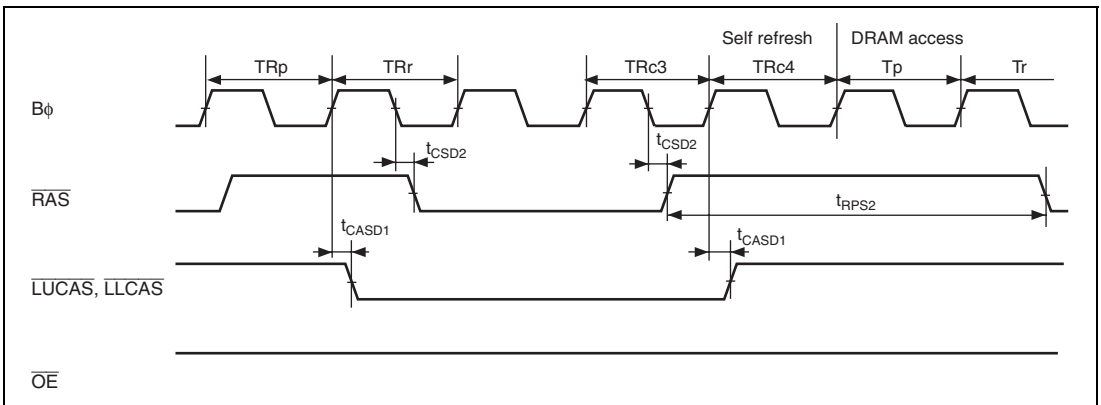 Self refresh DRAM access
TRp TRr TRc3 TRc4 Tp Tr
Bϕ
tCSD2 tCSD2
RAS
tRPS2
tCASD1 tCASD1
LUCAS, LLCAS
OE